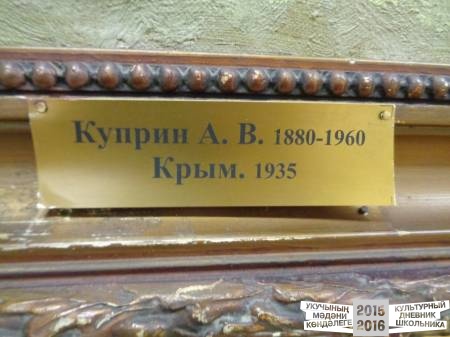 Куприн А. В. 1880-1960
Крым. 1935
УКУЧЫНЫҢ
МӘДӘНИ
КӨНДӘЛЕГЕ
2015
2016
КУЛЬТУРНЫЙ
ДНЕВНИК
ШКОЛЬНИКА